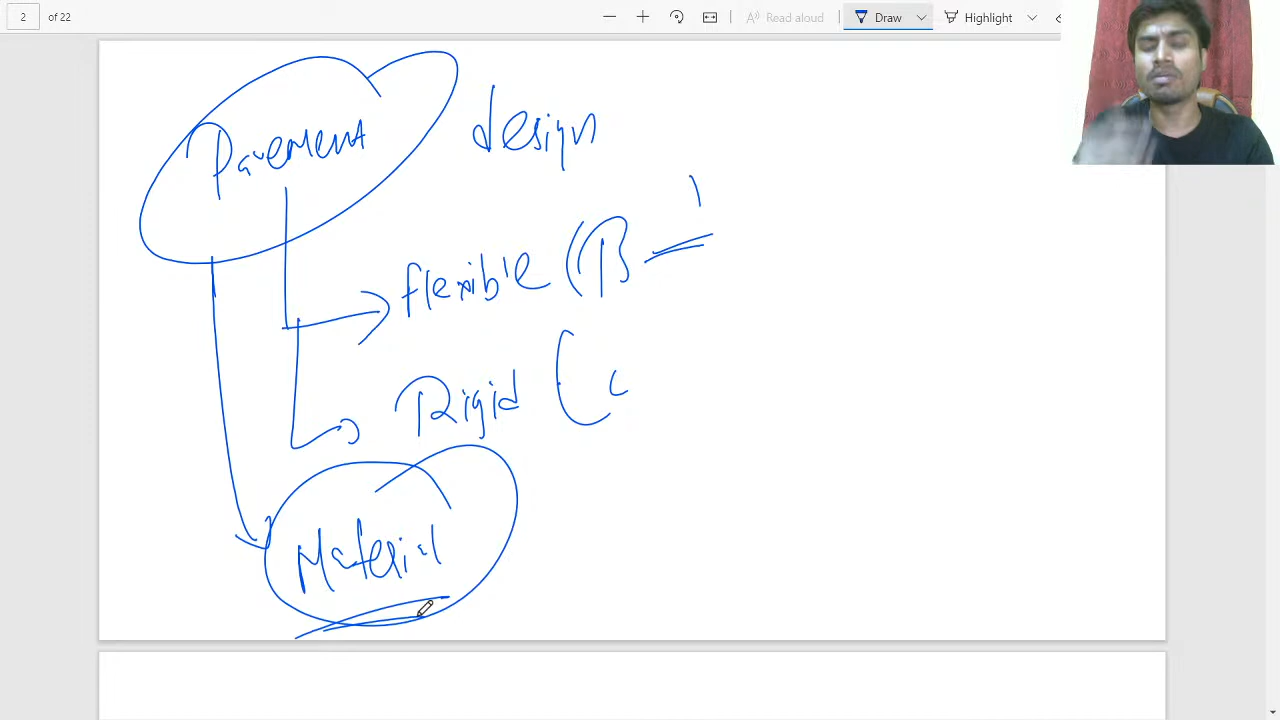 2 of 22 Read aloud Draw Highlight
Pavement design
flexible (B
Rigid (c
Material